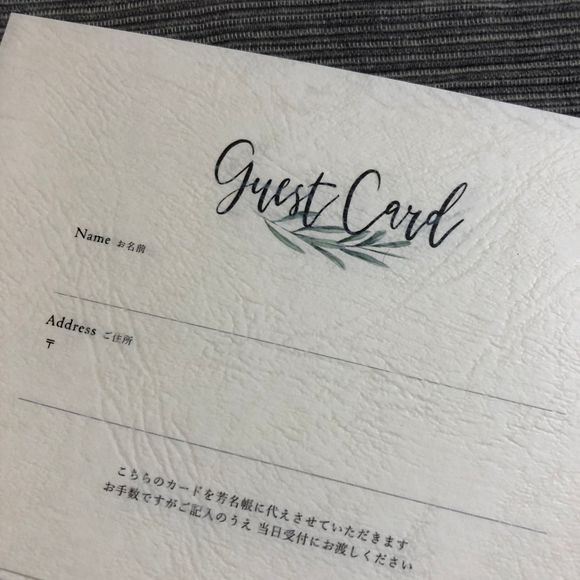 Guest Card
Name お名前
Address ご住所
〒
こちらのカードを芳名帳に代えさせていただきます
お手数ですがご記入のうえ 当日受付にお渡しください